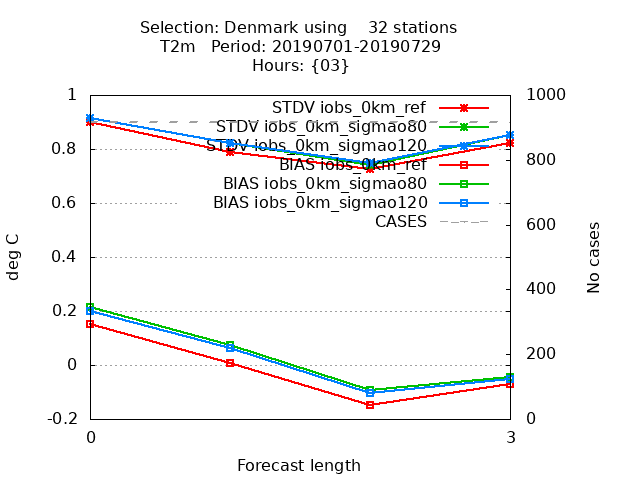 Selection: Denmark using    32 stations
T2m   Period: 20190701-20190729
Hours: {03}
1
0.8
0.6
0.4
0.2
0
-0.2
deg C
STDV iobs_0km_ref
STDV iobs_0km_sigmao80
STDV iobs_0km_sigmao120
BIAS iobs_0km_ref
BIAS iobs_0km_sigmao80
BIAS iobs_0km_sigmao120
CASES
1000
800
600
400
200
0
No cases
0
3
Forecast length